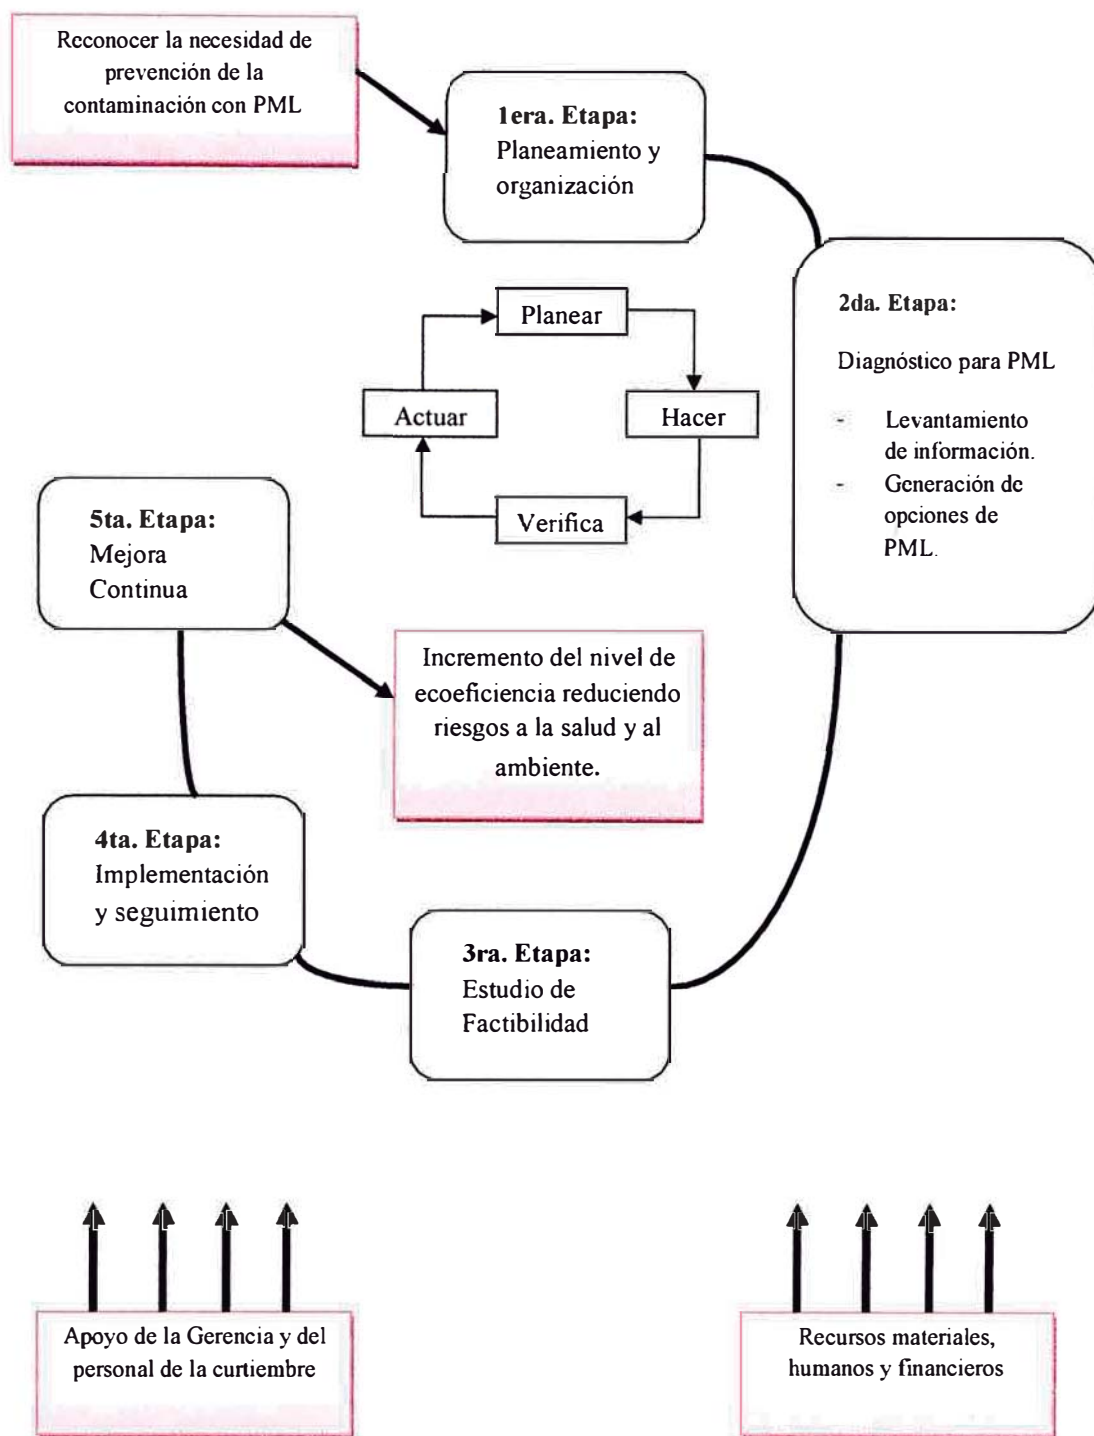 Reconocer la necesidad de
prevención de la
contaminación con PML
1era. Etapa:
Planeamiento y
organización
2da. Etapa:
Diagnóstico para PML
- Levantamiento
de información.
- Generación de
opciones de
PML.
Planear
Actuar
Hacer
Verifica
5ta. Etapa:
Mejora
Continua
Incremento del nivel de
ecoeficiencia reduciendo
riesgos a la salud y al
ambiente.
4ta. Etapa:
Implementación
y seguimiento
3ra. Etapa:
Estudio de
Factibilidad
Apoyo de la Gerencia y del
personal de la curtiembre
Recursos materiales,
humanos y financieros